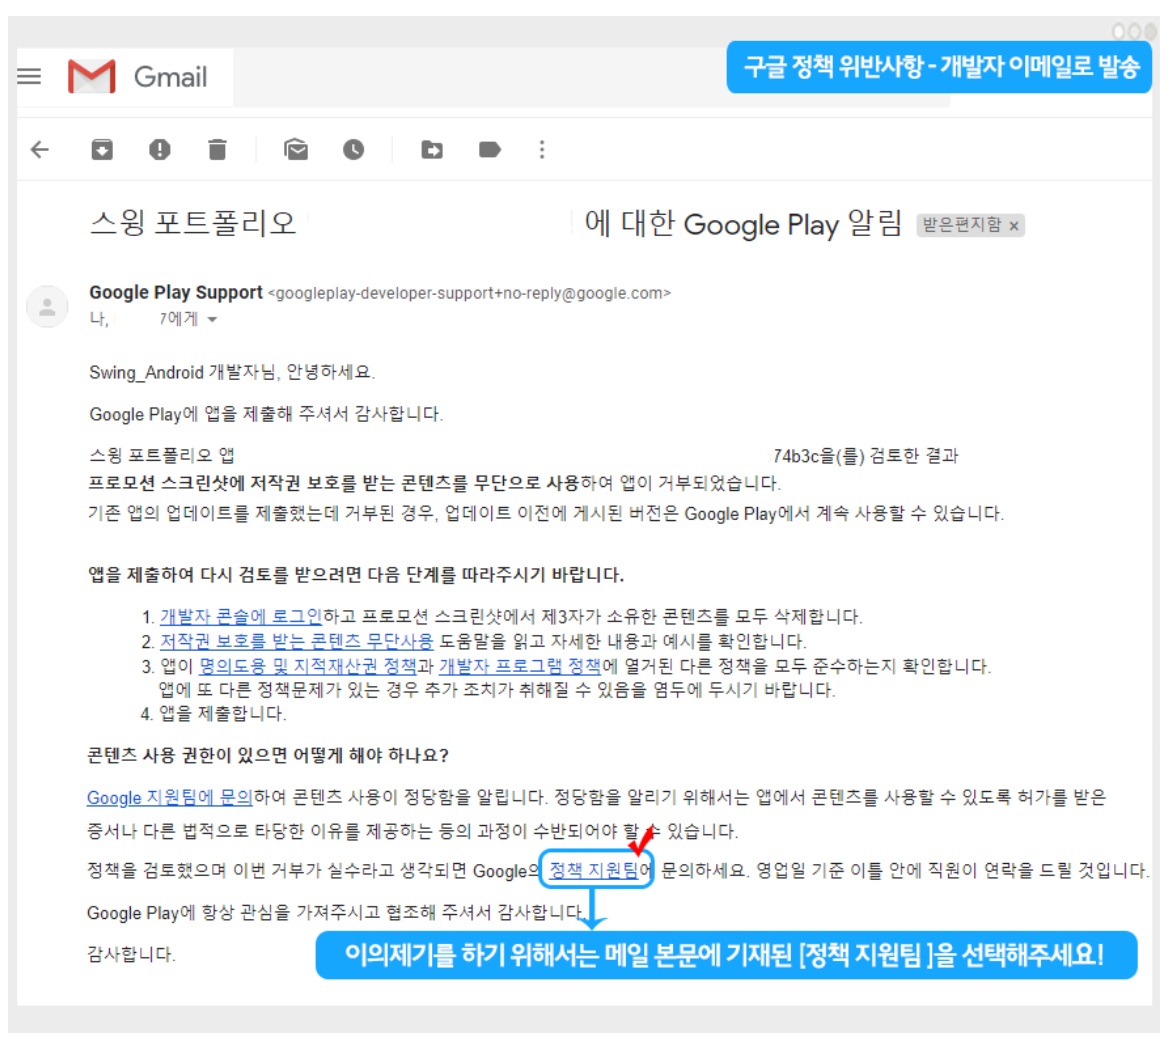 구글 정책 위반사항 - 개발자 이메일로 발송
Gmail
스윙 포트폴리오 에 대한 Google Play 알림 받은편지함 x
Google Play Support <googleplay-developer-support+no-reply@google.com>
나, 7에게
Swing_Android 개발자님, 안녕하세요.
Google Play에 앱을 제출해 주셔서 감사합니다.
스윙 포트폴리오 앱 74b3c을(를) 검토한 결과
프로모션 스크린샷에 저작권 보호를 받는 콘텐츠를 무단으로 사용하여 앱이 거부되었습니다.
기존 앱의 업데이트를 제출했는데 거부된 경우, 업데이트 이전에 게시된 버전은 Google Play에서 계속 사용할 수 있습니다.
앱을 제출하여 다시 검토를 받으려면 다음 단계를 따라주시기 바랍니다.
1. 개발자 콘솔에 로그인하고 프로모션 스크린샷에서 제3자가 소유한 콘텐츠를 모두 삭제합니다.
2. 저작권 보호를 받는 콘텐츠 무단사용 도움말을 읽고 자세한 내용과 예시를 확인합니다.
3. 앱이 명의도용 및 지적재산권 정책과 개발자 프로그램 정책에 열거된 다른 정책을 모두 준수하는지 확인합니다.
앱에 또 다른 정책문제가 있는 경우 추가 조치가 취해질 수 있음을 염두에 두시기 바랍니다.
4. 앱을 제출합니다.
콘텐츠 사용 권한이 있으면 어떻게 해야 하나요?
Google 지원팀에 문의하여 콘텐츠 사용이 정당함을 알립니다. 정당함을 알리기 위해서는 앱에서 콘텐츠를 사용할 수 있도록 허가를 받은
증서나 다른 법적으로 타당한 이유를 제공하는 등의 과정이 수반되어야 할 수 있습니다.
정책을 검토했으며 이번 거부가 실수라고 생각되면 Google의 정책 지원팀에 문의하세요. 영업일 기준 이틀 안에 직원이 연락을 드릴 것입니다.
Google Play에 항상 관심을 가져주시고 협조해 주셔서 감사합니다.
감사합니다.
이의제기를 하기 위해서는 메일 본문에 기재된 [정책 지원팀 ]을 선택해주세요!